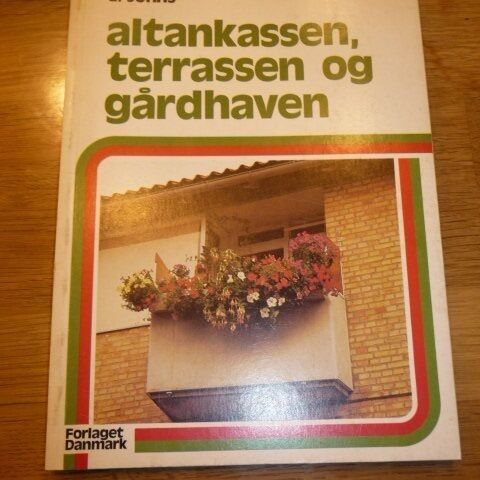 altankassen,
terrassen og
gårdhaven
Forlaget
Danmark